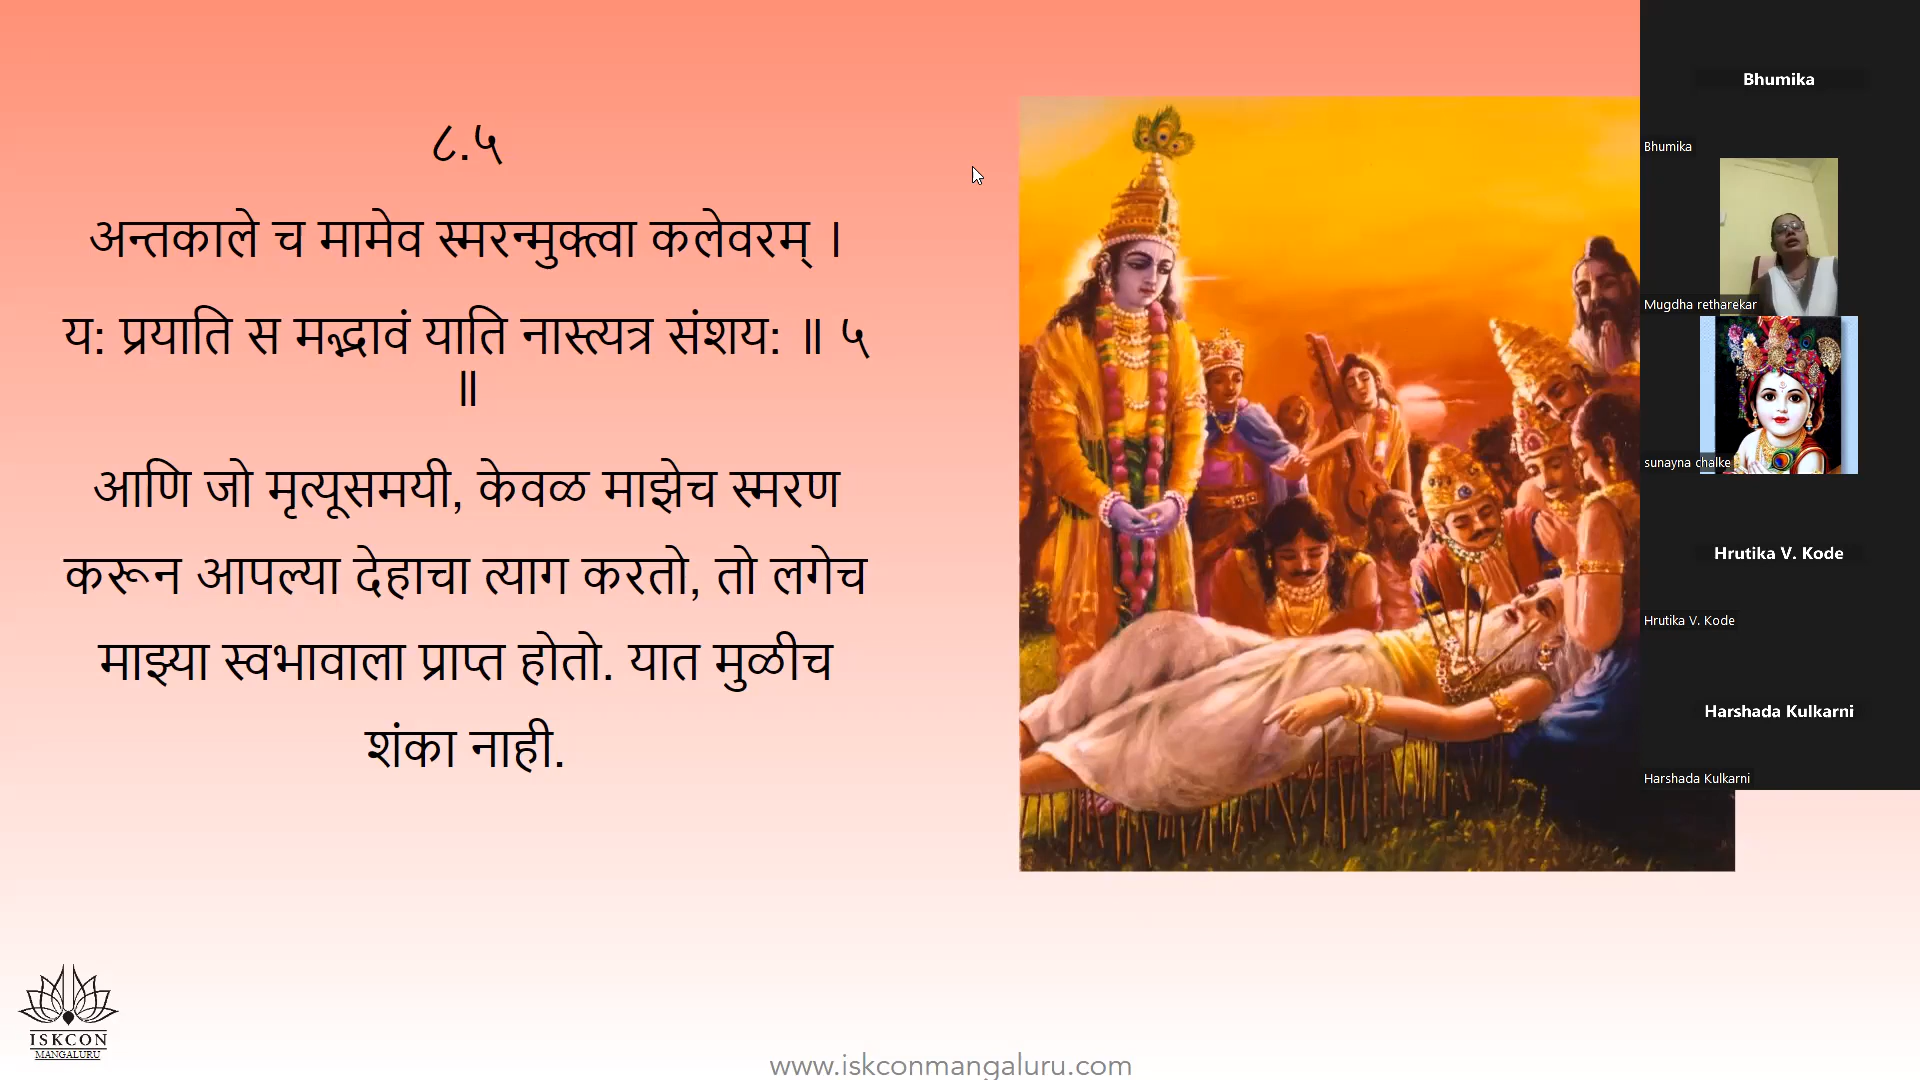 ८.५
अन्तकाले च मामेव स्मरन्मुक्त्वा कलेवरम् ।
य: प्रयाति स मद्भावं याति नास्त्यत्र संशय: ॥ ५
॥
आणि जो मृत्यूसमयी, केवळ माझेच स्मरण
करून आपल्या देहाचा त्याग करतो, तो लगेच
माझ्या स्वभावाला प्राप्त होतो. यात मुळीच
शंका नाही.
ISKCON
MANGALURU
www.iskconmangaluru.com
Bhumika
Bhumika
Mugdha retharekar
sunayna chalke
Hrutika V. Kode
Hrutika V. Kode
Harshada Kulkarni
Harshada Kulkarni